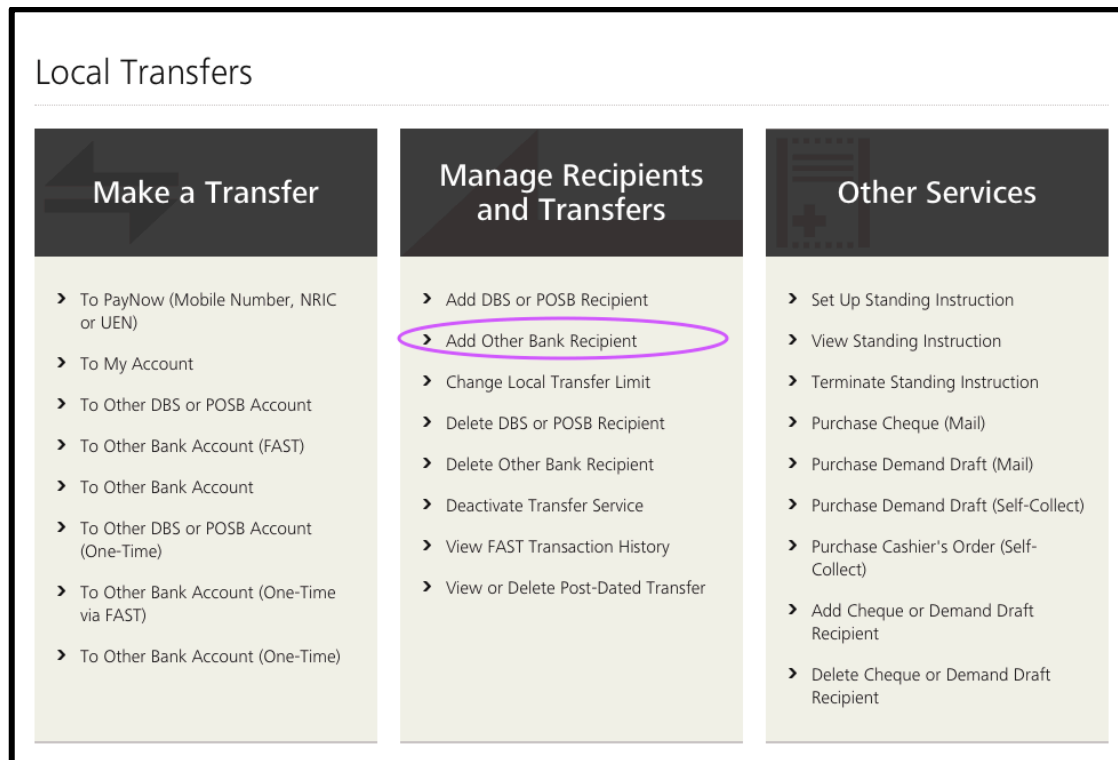 Local Transfers
Make a Transfer
To PayNow (Mobile Number, NRIC
or UEN)
To My Account
To Other DBS or POSB Account
To Other Bank Account (FAST)
To Other Bank Account
To Other DBS or POSB Account
(One-Time)
To Other Bank Account (One-Time
via FAST)
To Other Bank Account (One-Time)
Manage Recipients
and Transfers
Add DBS or POSB Recipient
Add Other Bank Recipient
Change Local Transfer Limit
Delete DBS or POSB Recipient
Delete Other Bank Recipient
Deactivate Transfer Service
View FAST Transaction History
View or Delete Post-Dated Transfer
Other Services
Set Up Standing Instruction
View Standing Instruction
Terminate Standing Instruction
Purchase Cheque (Mail)
Purchase Demand Draft (Mail)
Purchase Demand Draft (Self-Collect)
Purchase Cashier's Order (Self-
Collect)
Add Cheque or Demand Draft
Recipient
Delete Cheque or Demand Draft
Recipient